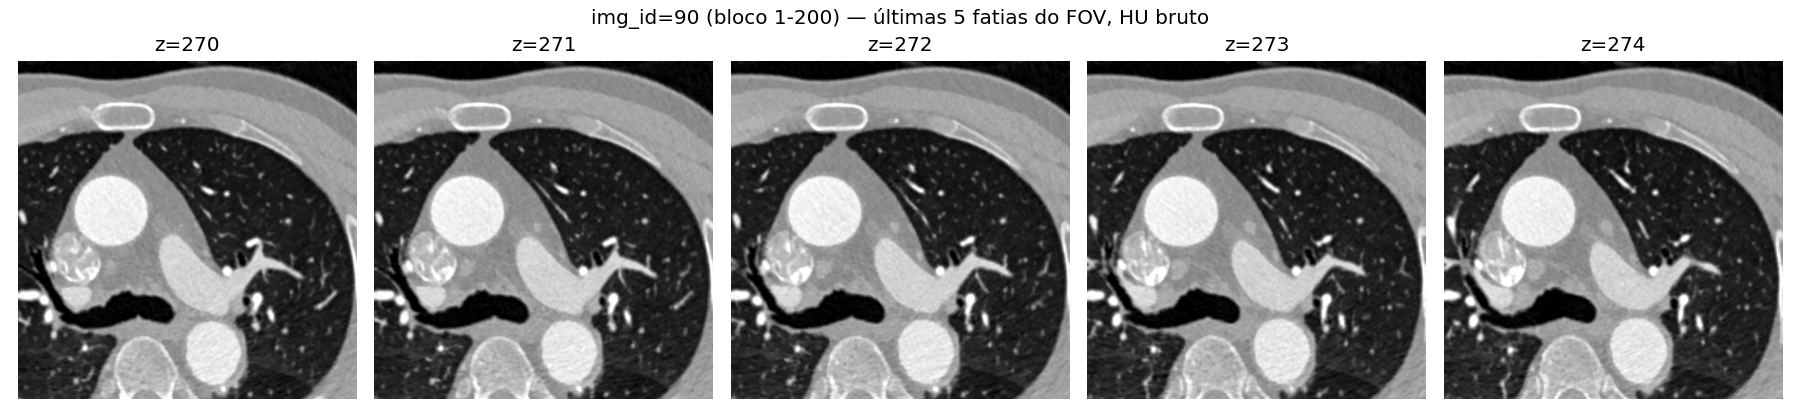 img_id=90 (bloco 1-200) — últimas 5 fatias do FOV, HU bruto
z=270
z=271
z=272
z=273
z=274